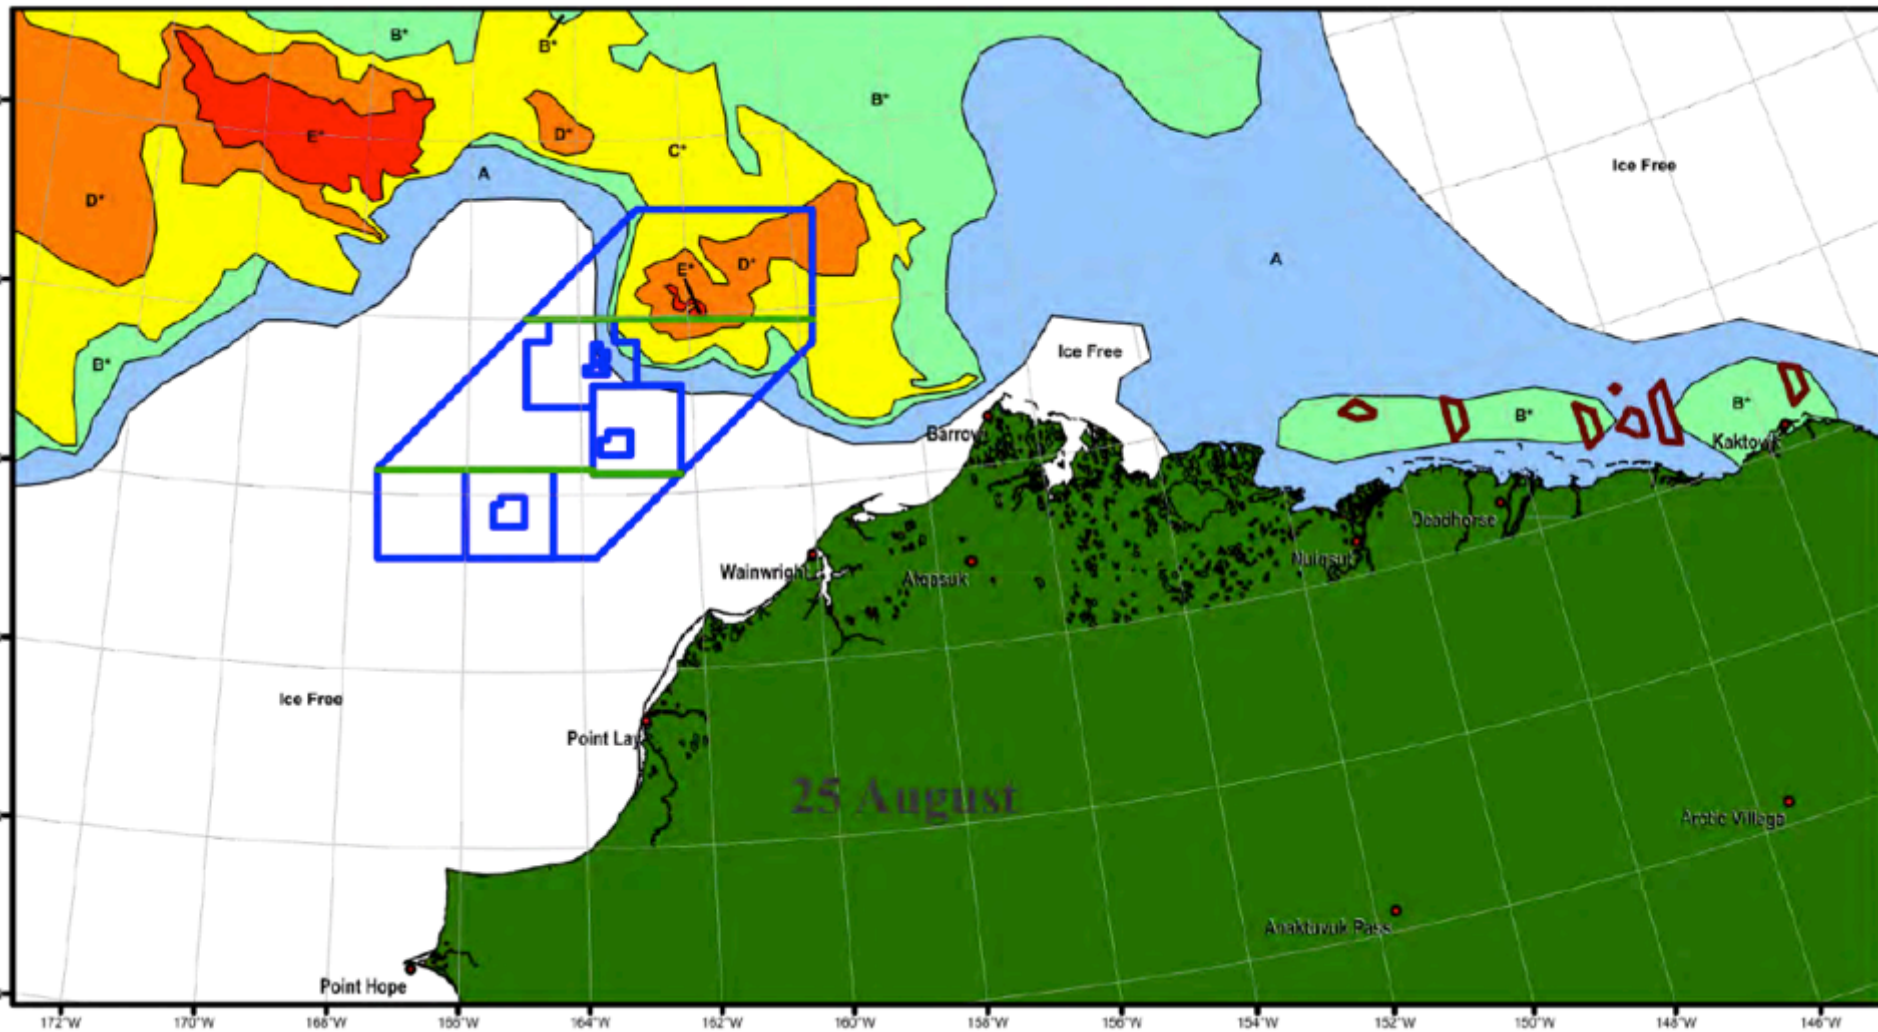 B*
B*
B*
E*
D*
C*
Ice Free
A
D*
E*
D*
A
Ice Free
B*
B*
B*
Barrow
Kaktovik
Deadhorse
Nuiqsut
Wainwright
Atqasuk
Ice Free
Point Lay
25 August
Arctic Village
Anaktuvuk Pass
Point Hope
172°W 170°W 168°W 166°W 164°W 162°W 160°W 158°W 156°W 154°W 152°W 150°W 148°W 146°W